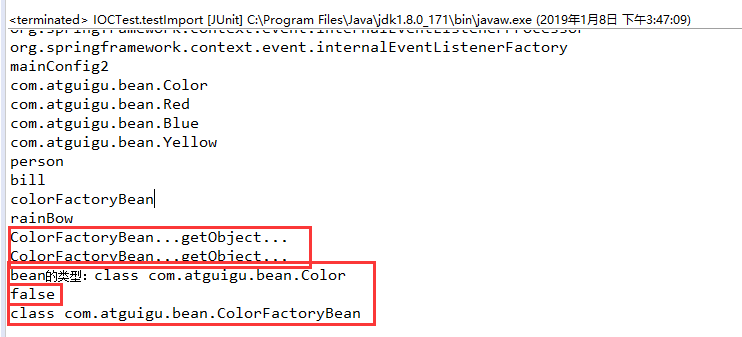 <terminated> IOCTest.testImport [JUnit] C:\Program Files\Java\jdk1.8.0_171\bin\javaw.exe (2019年1月8日 下午3:47:09)
org.springframework.context.event.internalEventListenerProcessor
org.springframework.context.event.internalEventListenerFactory
mainConfig2
com.atguigu.bean.Color
com.atguigu.bean.Red
com.atguigu.bean.Blue
com.atguigu.bean.Yellow
person
bill
colorFactoryBean
rainBow
ColorFactoryBean...getObject...
ColorFactoryBean...getObject...
bean的类型：class com.atguigu.bean.Color
false
class com.atguigu.bean.ColorFactoryBean